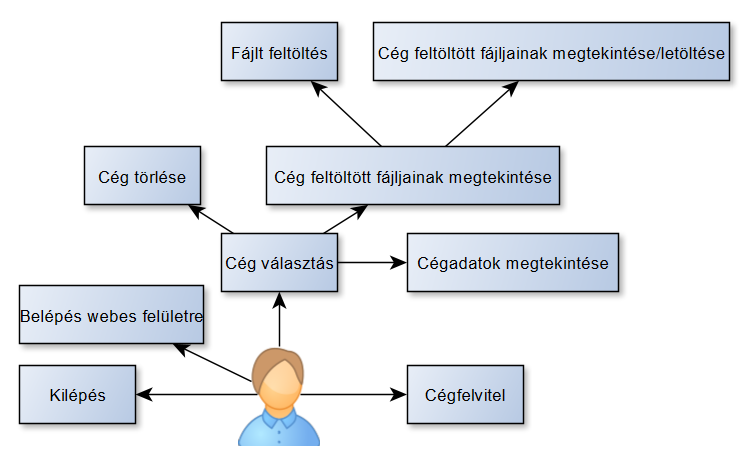 Fájlt feltöltés
Cég feltöltött fájljainak megtekintése/letöltése
Cég törlése
Cég feltöltött fájljainak megtekintése
Cég választás
Cégadatok megtekintése
Belépés webes felületre
Kilépés
Cégfelvitel